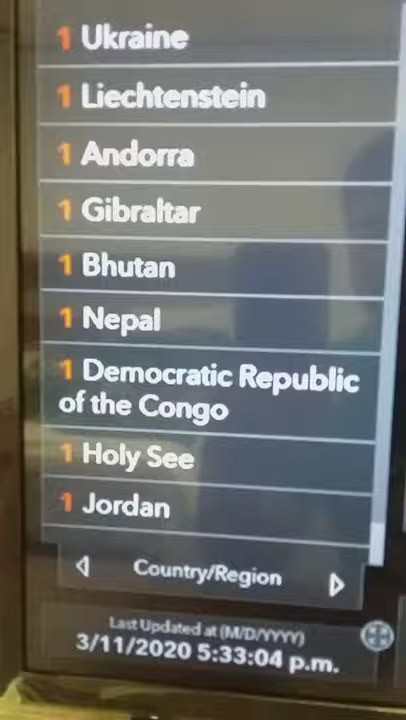 1 Ukraine
1 Liechtenstein
1 Andorra
1 Gibraltar
1 Bhutan
1 Nepal
1 Democratic Republic
of the Congo
1 Holy See
1 Jordan
Country/Region
Last Updated at (M/D/YYYY)
3/11/2020 5:33:04 p.m.